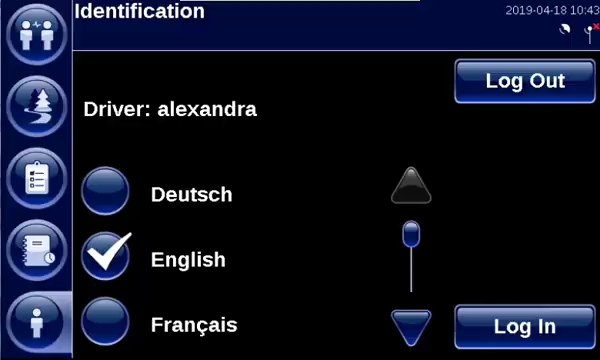 Identification
2019-04-18 10:43
Log Out
Driver: alexandra
Deutsch
English
Français
Log In